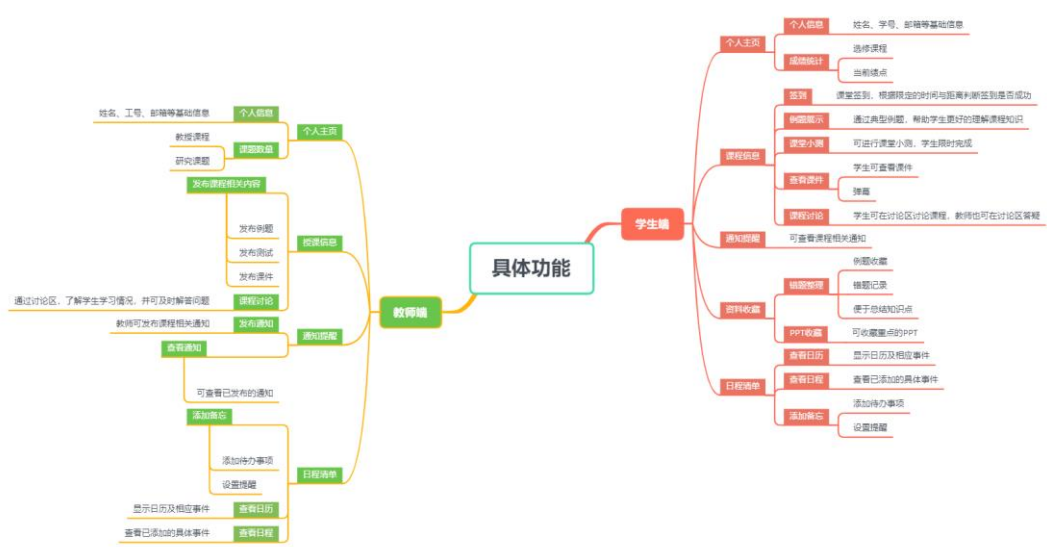 具体功能
教师端
个人主页
个人信息
姓名、工号、邮箱等基础信息
课题数量
教授课程
研究课题
授课信息
发布课程相关内容
发布例题
发布测试
发布课件
课程讨论
通过讨论区，了解学生学习情况，并可及时解答问题
通知提醒
发布通知
教师可发布课程相关通知
查看通知
可查看已发布的通知
日程清单
添加备忘
添加待办事项
设置提醒
查看日历
显示日历及相应事件
查看日程
查看已添加的具体事件
学生端
个人主页
个人信息
姓名、学号、邮箱等基础信息
成绩统计
选修课程
当前绩点
课程信息
签到
课堂签到，根据限定的时间与距离判断签到是否成功
例题展示
通过典型例题，帮助学生更好的理解课程知识
课堂小测
可进行课堂小测，学生限时完成
查看课件
学生可查看课件
弹幕
课程讨论
学生可在讨论区讨论课程，教师也可在讨论区答疑
通知提醒
可查看课程相关通知
资料收藏
错题整理
例题收藏
错题记录
便于总结知识点
PPT收藏
可收藏重点的PPT
日程清单
查看日历
显示日历及相应事件
查看日程
查看已添加的具体事件
添加备忘
添加待办事项
设置提醒